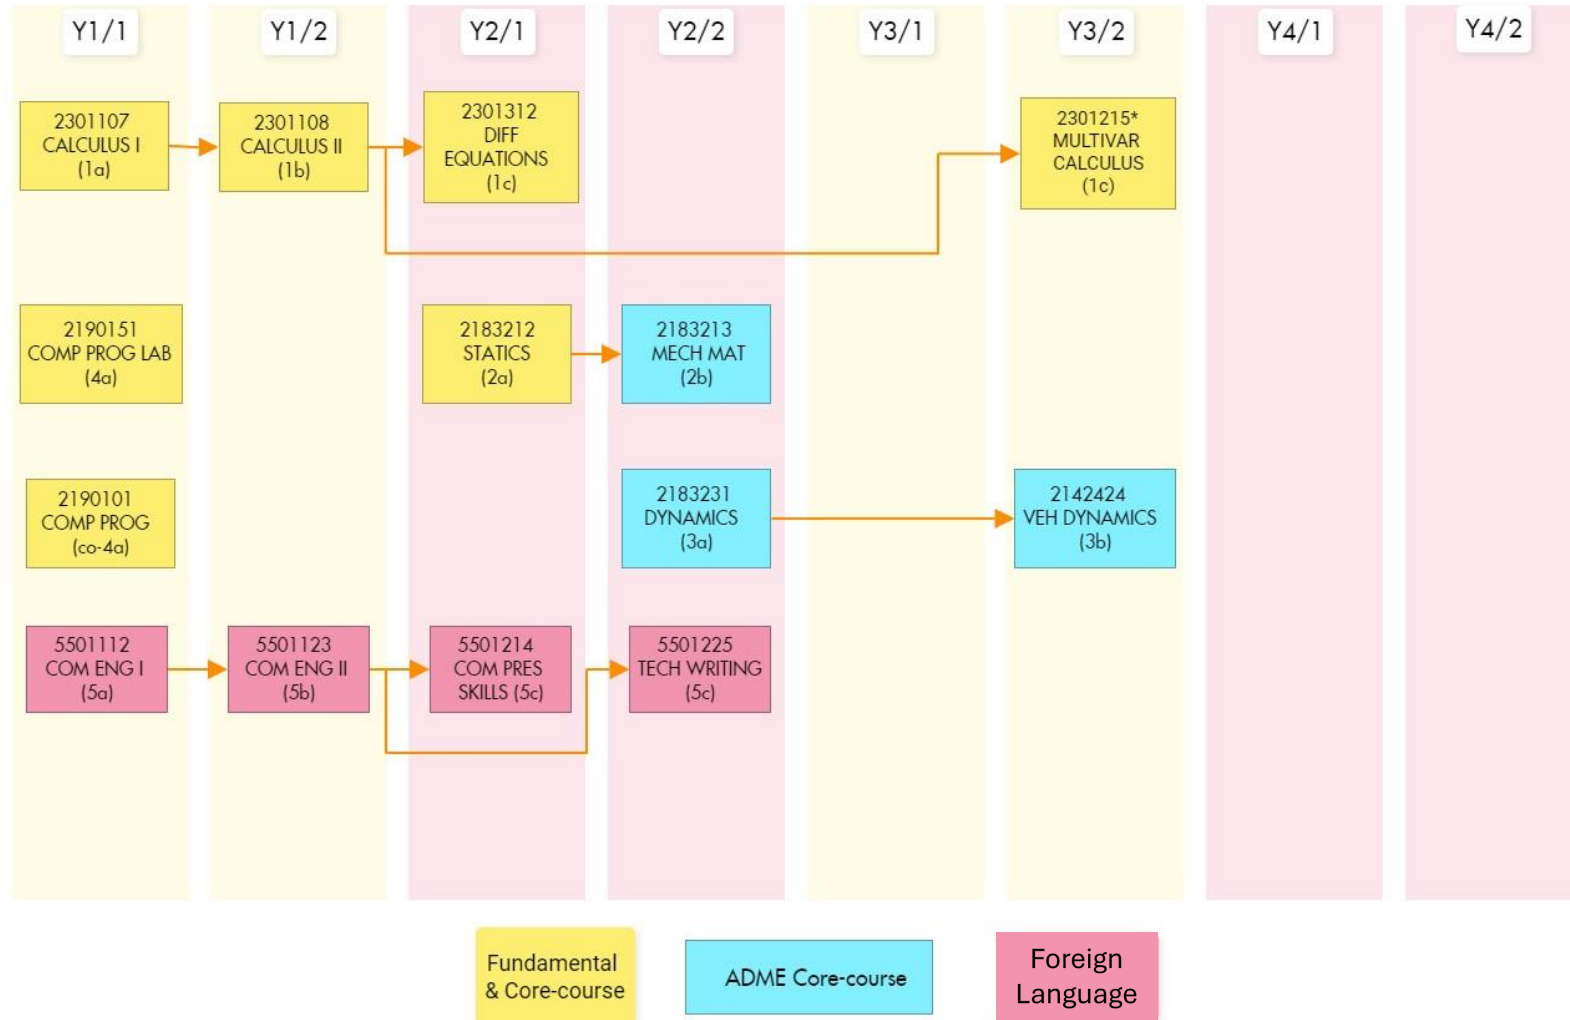 Y1/1
Y1/2
Y2/1
Y2/2
Y3/1
Y3/2
Y4/1
Y4/2
2301107
CALCULUS I
(1a)
2301108
CALCULUS II
(1b)
2301312
DIFF
EQUATIONS
(1c)
2301215*
MULTIVAR
CALCULUS
(1c)
2190151
COMP PROG LAB
(4a)
2183212
STATICS
(2a)
2183213
MECH MAT
(2b)
2190101
COMP PROG
(co-4a)
2183231
DYNAMICS
(3a)
2142424
VEH DYNAMICS
(3b)
5501112
COM ENG I
(5a)
5501123
COM ENG II
(5b)
5501214
COM PRES
SKILLS (5c)
5501225
TECH WRITING
(5c)
Fundamental
& Core-course
ADME Core-course
Foreign
Language